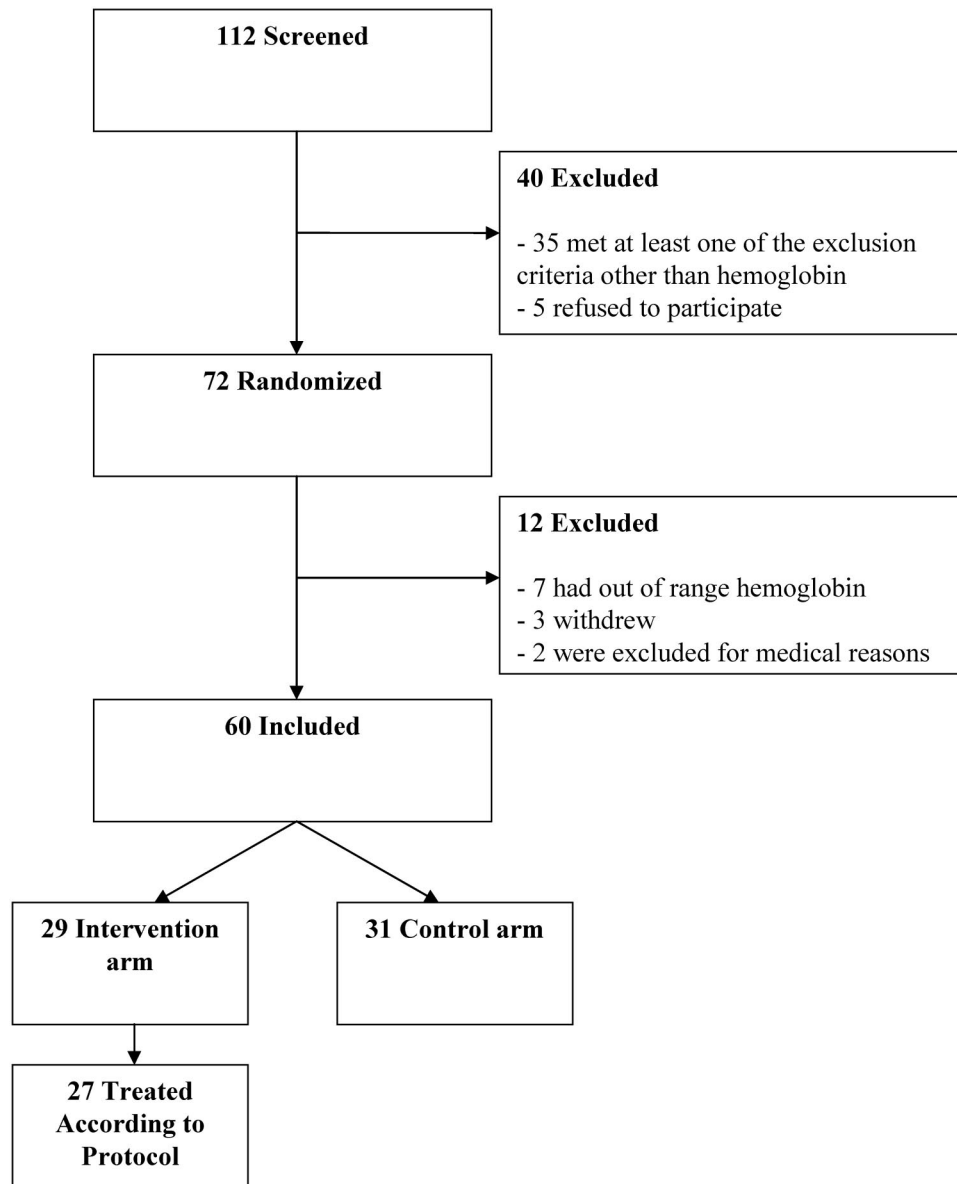 112 Screened
40 Excluded
- 35 met at least one of the exclusion
criteria other than hemoglobin
- 5 refused to participate
72 Randomized
12 Excluded
- 7 had out of range hemoglobin
- 3 withdrew
- 2 were excluded for medical reasons
60 Included
29 Intervention
arm
31 Control arm
27 Treated
According to
Protocol